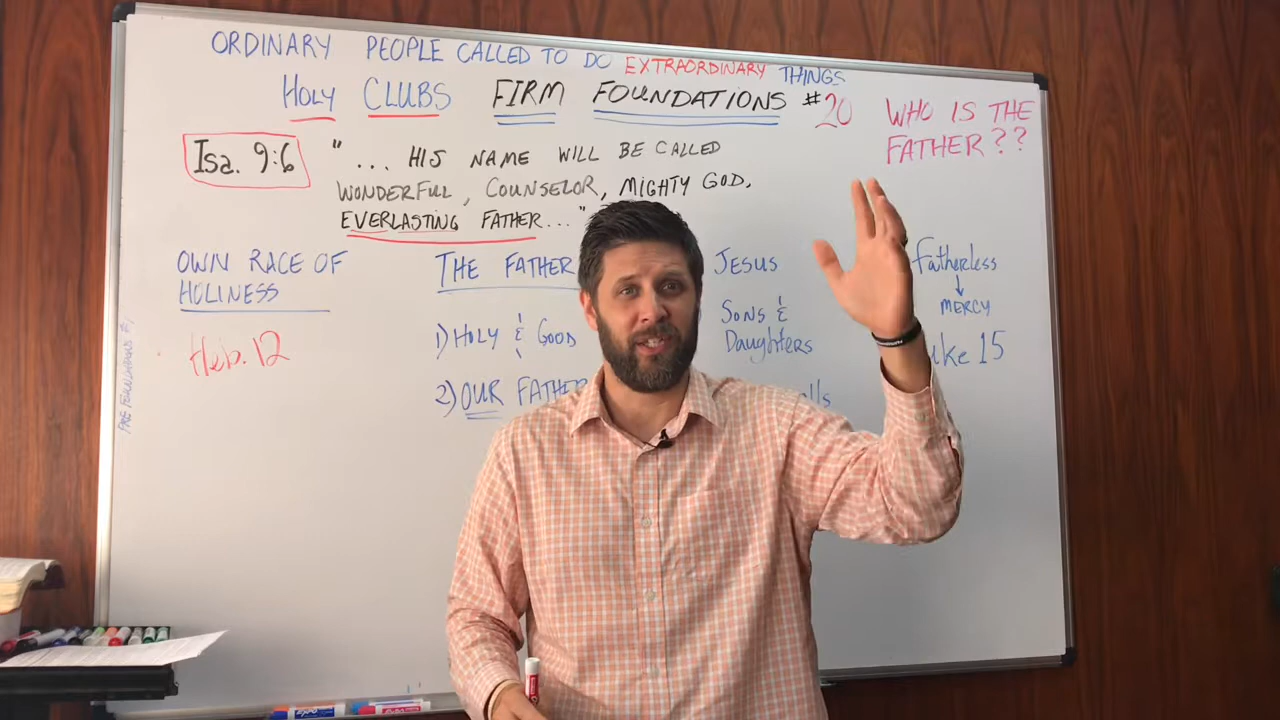 ORDINARY PEOPLE CALLED TO DO EXTRAORDINARY THINGS
HOLY CLUBS FIRM FOUNDATIONS #20
WHO IS THE
FATHER??
Isa. 9:6
"... HIS NAME WILL BE CALLED
WONDERFUL, COUNSELOR, MIGHTY GOD,
EVERLASTING FATHER..."
OWN RACE OF
HOLINESS
Heb. 12
THE FATHER
1) HOLY & GOOD
2) OUR FATHER
JESUS
SONS &
Daughters
Fatherless
MERCY
15
EXPO